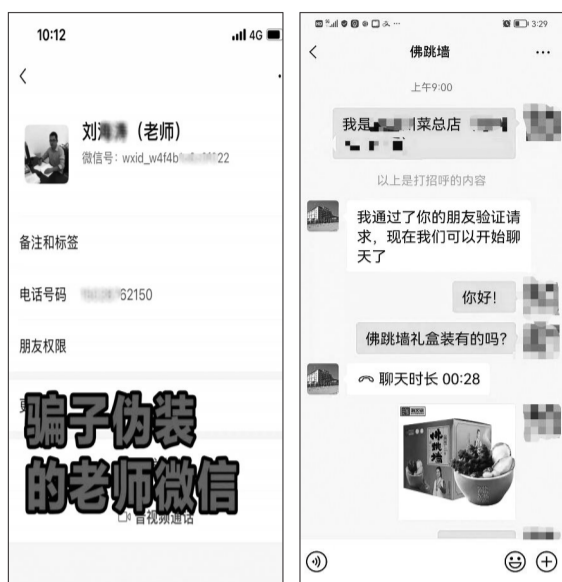 10:12
4G
刘海涛（老师）
微信号：wxid_w4f4b 22
备注和标签
电话号码 62150
朋友权限
骗子伪装
的老师微信
音视频通话
3:29
佛跳墙
上午9:00
我是 菜总店
以上是打招呼的内容
我通过了你的朋友验证请
求，现在我们可以开始聊
天了
你好！
佛跳墙礼盒装有的吗？
聊天时长 00:28
佛跳墙